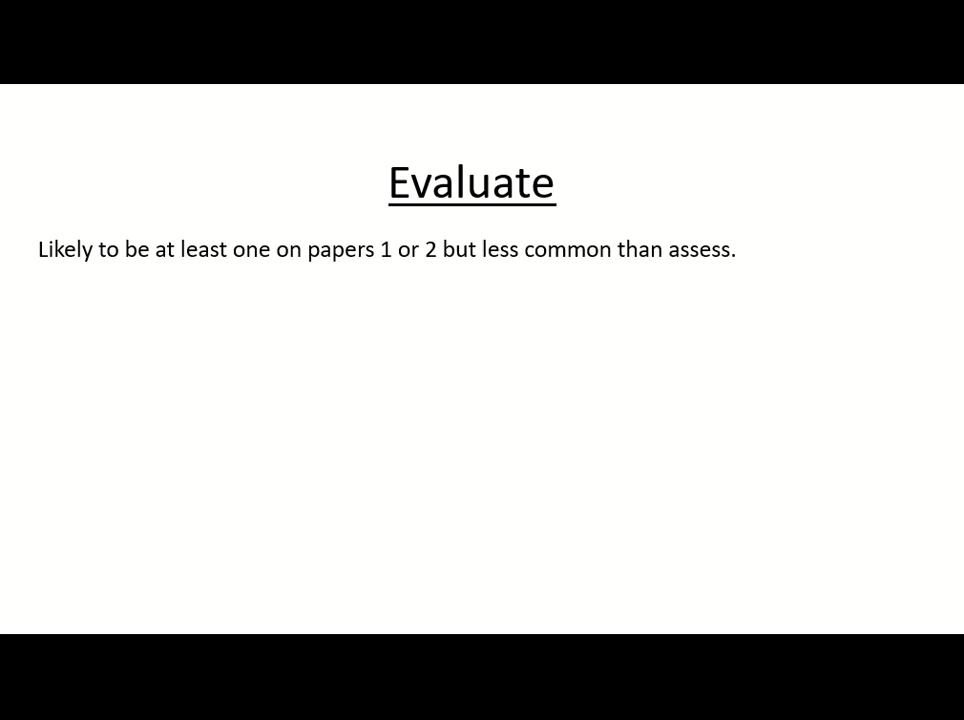 Evaluate
Likely to be at least one on papers 1 or 2 but less common than assess.